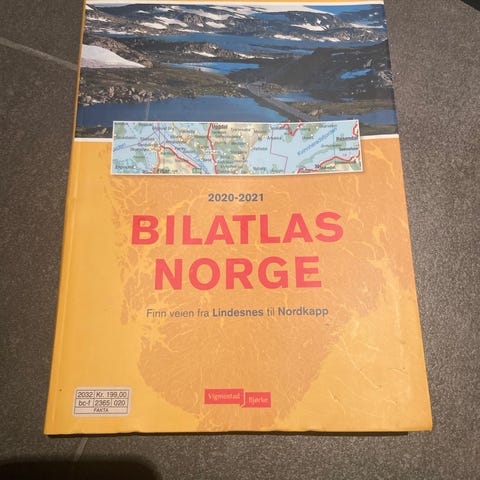 2020-2021
BILATLAS
NORGE
Finn veien fra Lindesnes til Nordkapp
Vigmostad
Bjørke
2032 Kr. 199,00
bc-f 2365 020
FAKTA